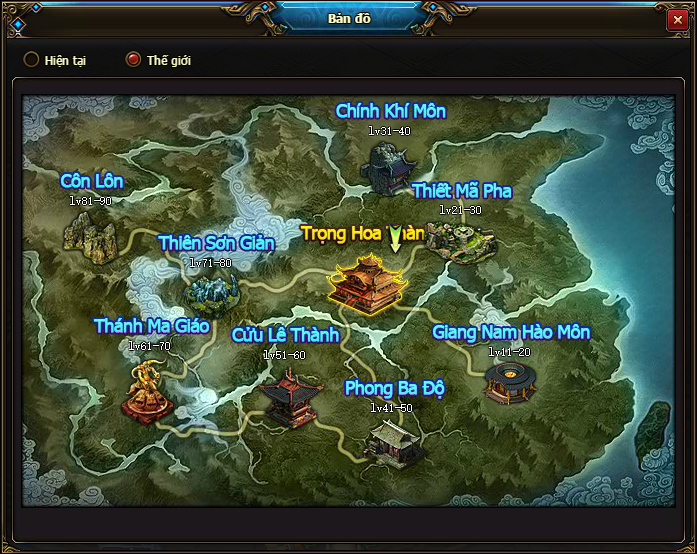 Bản đồ
Hiện tại
Thế giới
Chính Khí Môn
lv31-40
Côn Lôn
lv81-90
Thiết Mã Pha
lv21-30
Thiên Sơn Giản
lv71-80
Trọng Hoa
Thánh Ma Giáo
lv61-70
Cửu Lê Thành
lv51-60
Giang Nam Hào Môn
lv11-20
Phong Ba Độ
lv41-50